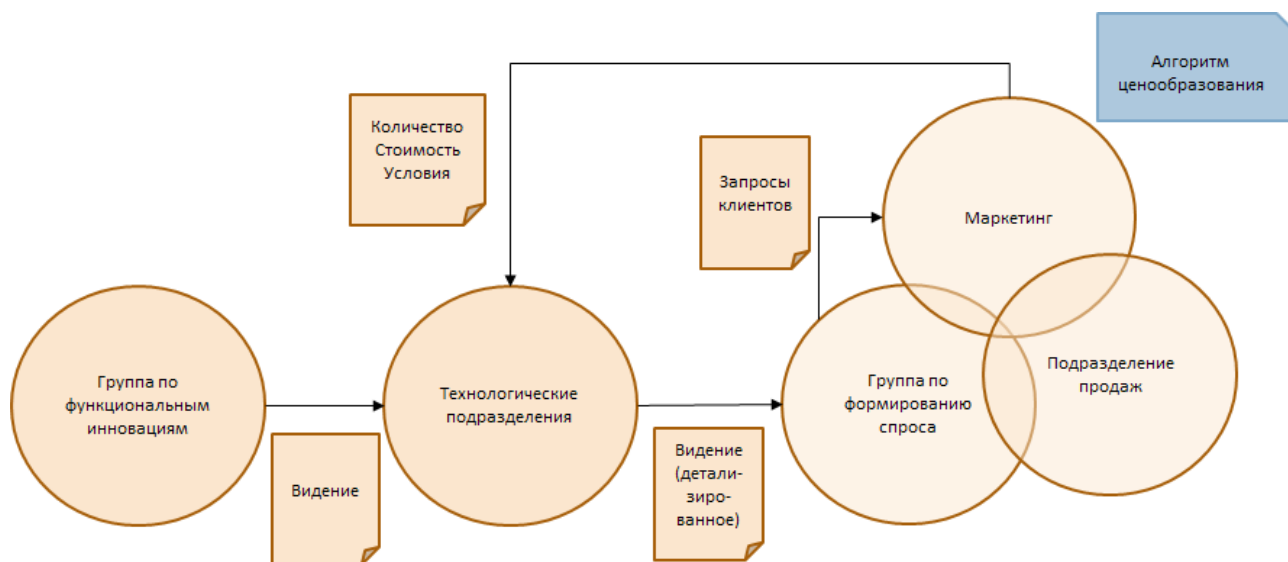 Алгоритм
ценообразования
Количество
Стоимость
Условия
Запросы
клиентов
Маркетинг
Группа по
функциональным
инновациям
Технологические
подразделения
Группа по
формированию
спроса
Подразделение
продаж
Видение
Видение
(детали-
зиро-
ванное)